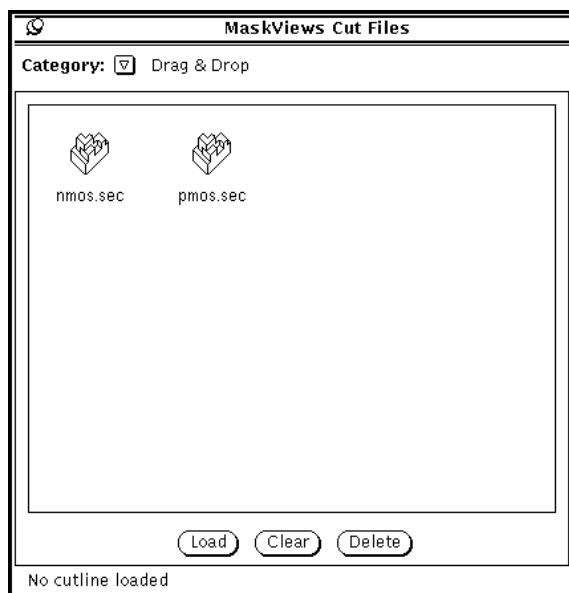 MaskViews Cut Files
Category: Drag & Drop
nmos.sec pmos.sec
Load Clear Delete
No cutline loaded